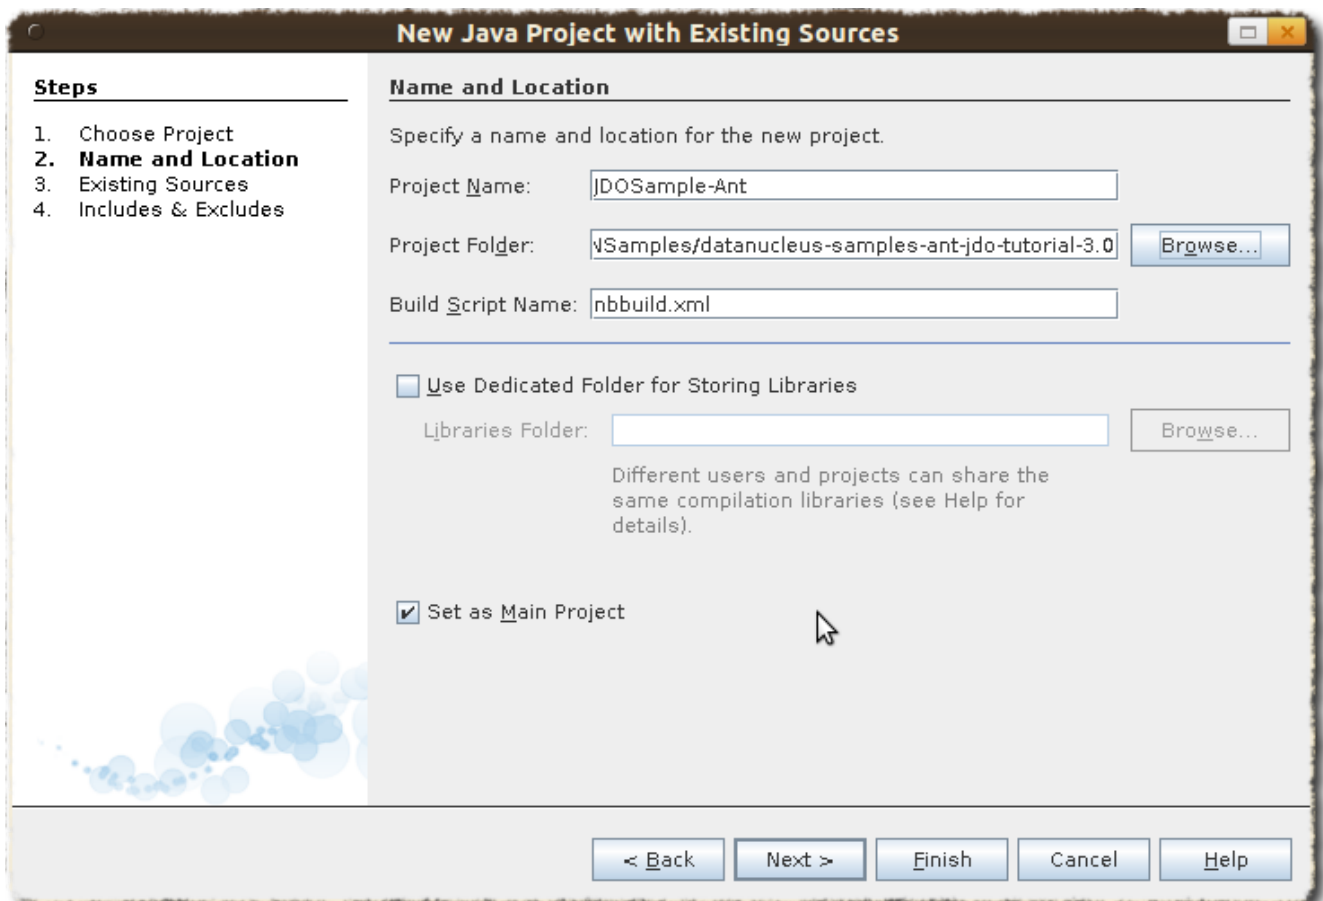 New Java Project with Existing Sources
Steps
1. Choose Project
2. Name and Location
3. Existing Sources
4. Includes & Excludes
Name and Location
Specify a name and location for the new project.
Project Name: JDOSample-Ant
Project Folder: NSamples/datanucleus-samples-ant-jdo-tutorial-3.0 Browse...
Build Script Name: nbbuild.xml
Use Dedicated Folder for Storing Libraries
Libraries Folder: Browse...
Different users and projects can share the
same compilation libraries (see Help for
details).
Set as Main Project
< Back Next > Finish Cancel Help